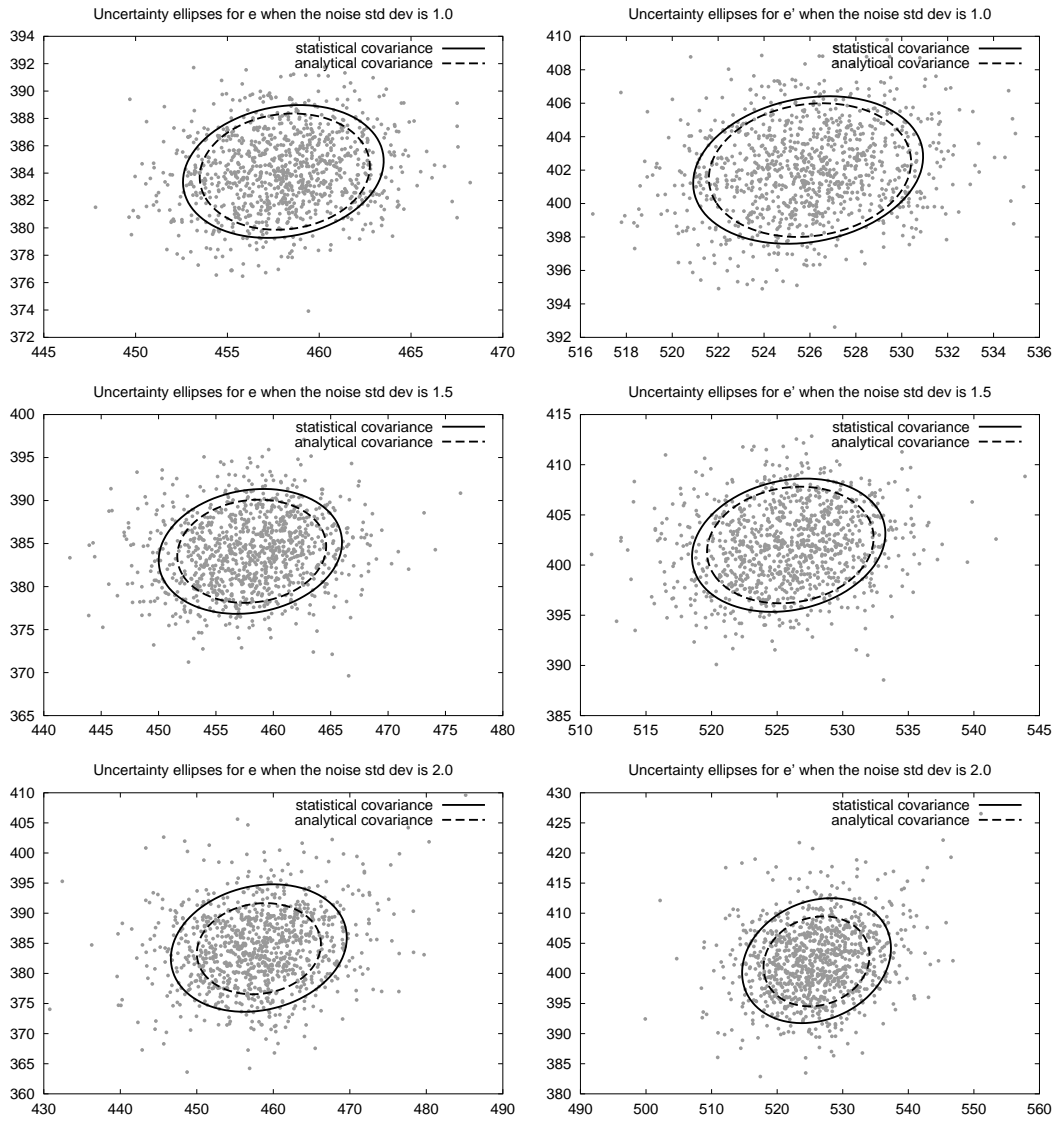 Uncertainty ellipses for e when the noise std dev is 1.0
394
392
390
388
386
384
382
380
378
376
374
372
445 450 455 460 465 470
statistical covariance
analytical covariance
Uncertainty ellipses for e' when the noise std dev is 1.0
410
408
406
404
402
400
398
396
394
392
516 518 520 522 524 526 528 530 532 534 536
statistical covariance
analytical covariance
Uncertainty ellipses for e when the noise std dev is 1.5
400
395
390
385
380
375
370
365
440 445 450 455 460 465 470 475 480
statistical covariance
analytical covariance
Uncertainty ellipses for e' when the noise std dev is 1.5
415
410
405
400
395
390
385
510 515 520 525 530 535 540 545
statistical covariance
analytical covariance
Uncertainty ellipses for e when the noise std dev is 2.0
410
405
400
395
390
385
380
375
370
365
360
430 440 450 460 470 480 490
statistical covariance
analytical covariance
Uncertainty ellipses for e' when the noise std dev is 2.0
430
425
420
415
410
405
400
395
390
385
380
490 500 510 520 530 540 550 560
statistical covariance
analytical covariance